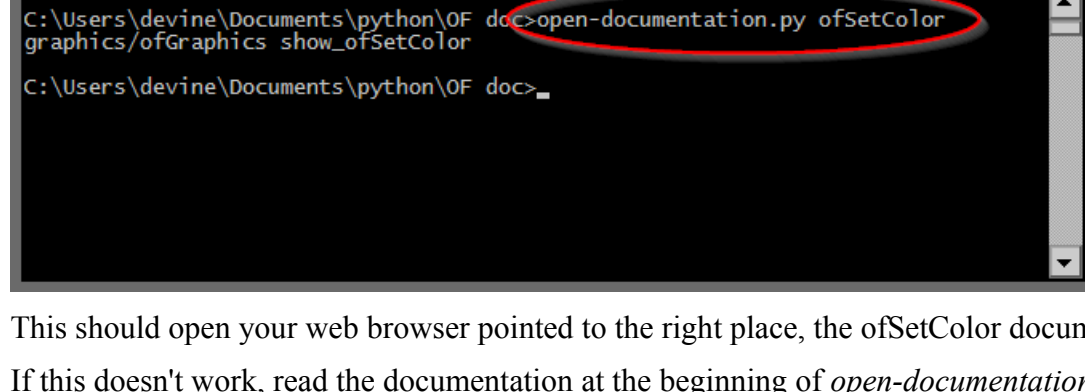 C:\Users\devine\Documents\python\OF doc>open-documentation.py ofSetColor
graphics/ofGraphics show_ofSetColor
C:\Users\devine\Documents\python\OF doc>
This should open your web browser pointed to the right place, the ofSetColor docum
If this doesn't work, read the documentation at the beginning of open-documentation